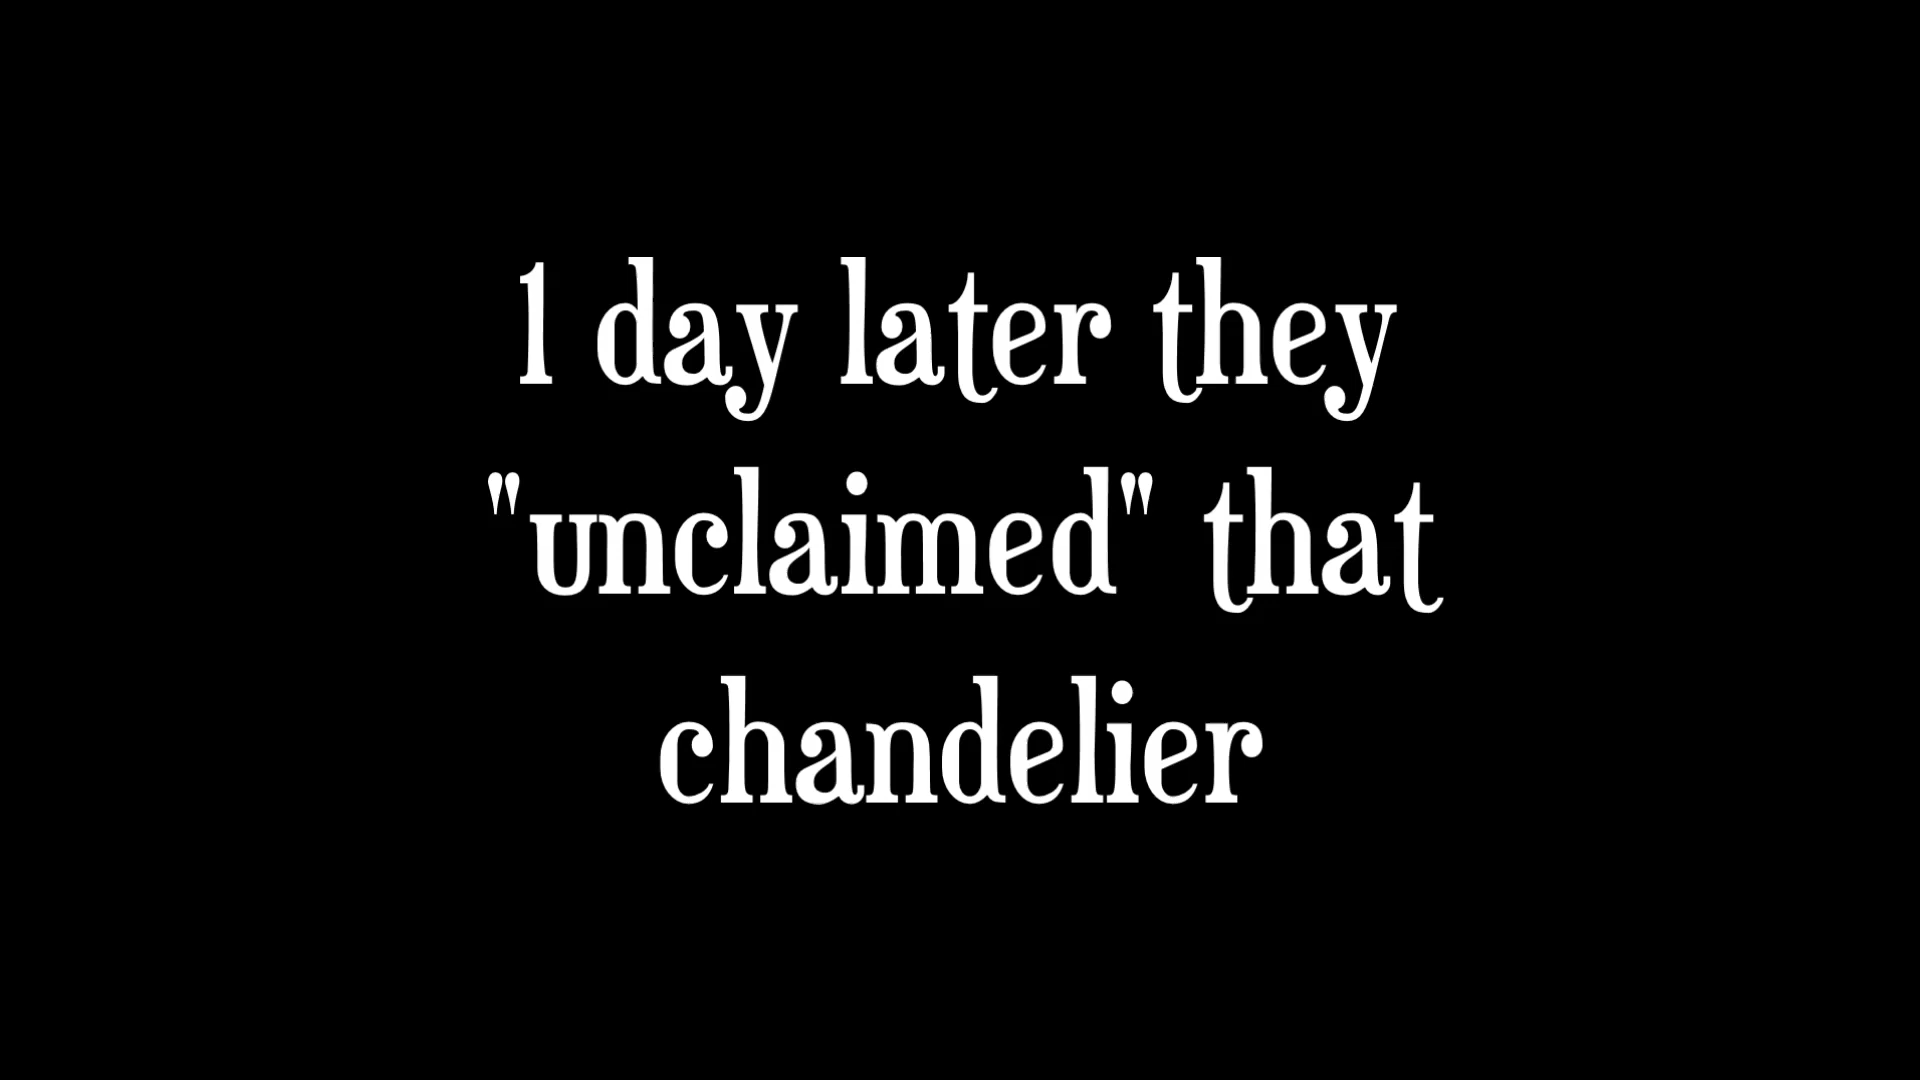 1 day later they
"unclaimed" that
chandelier